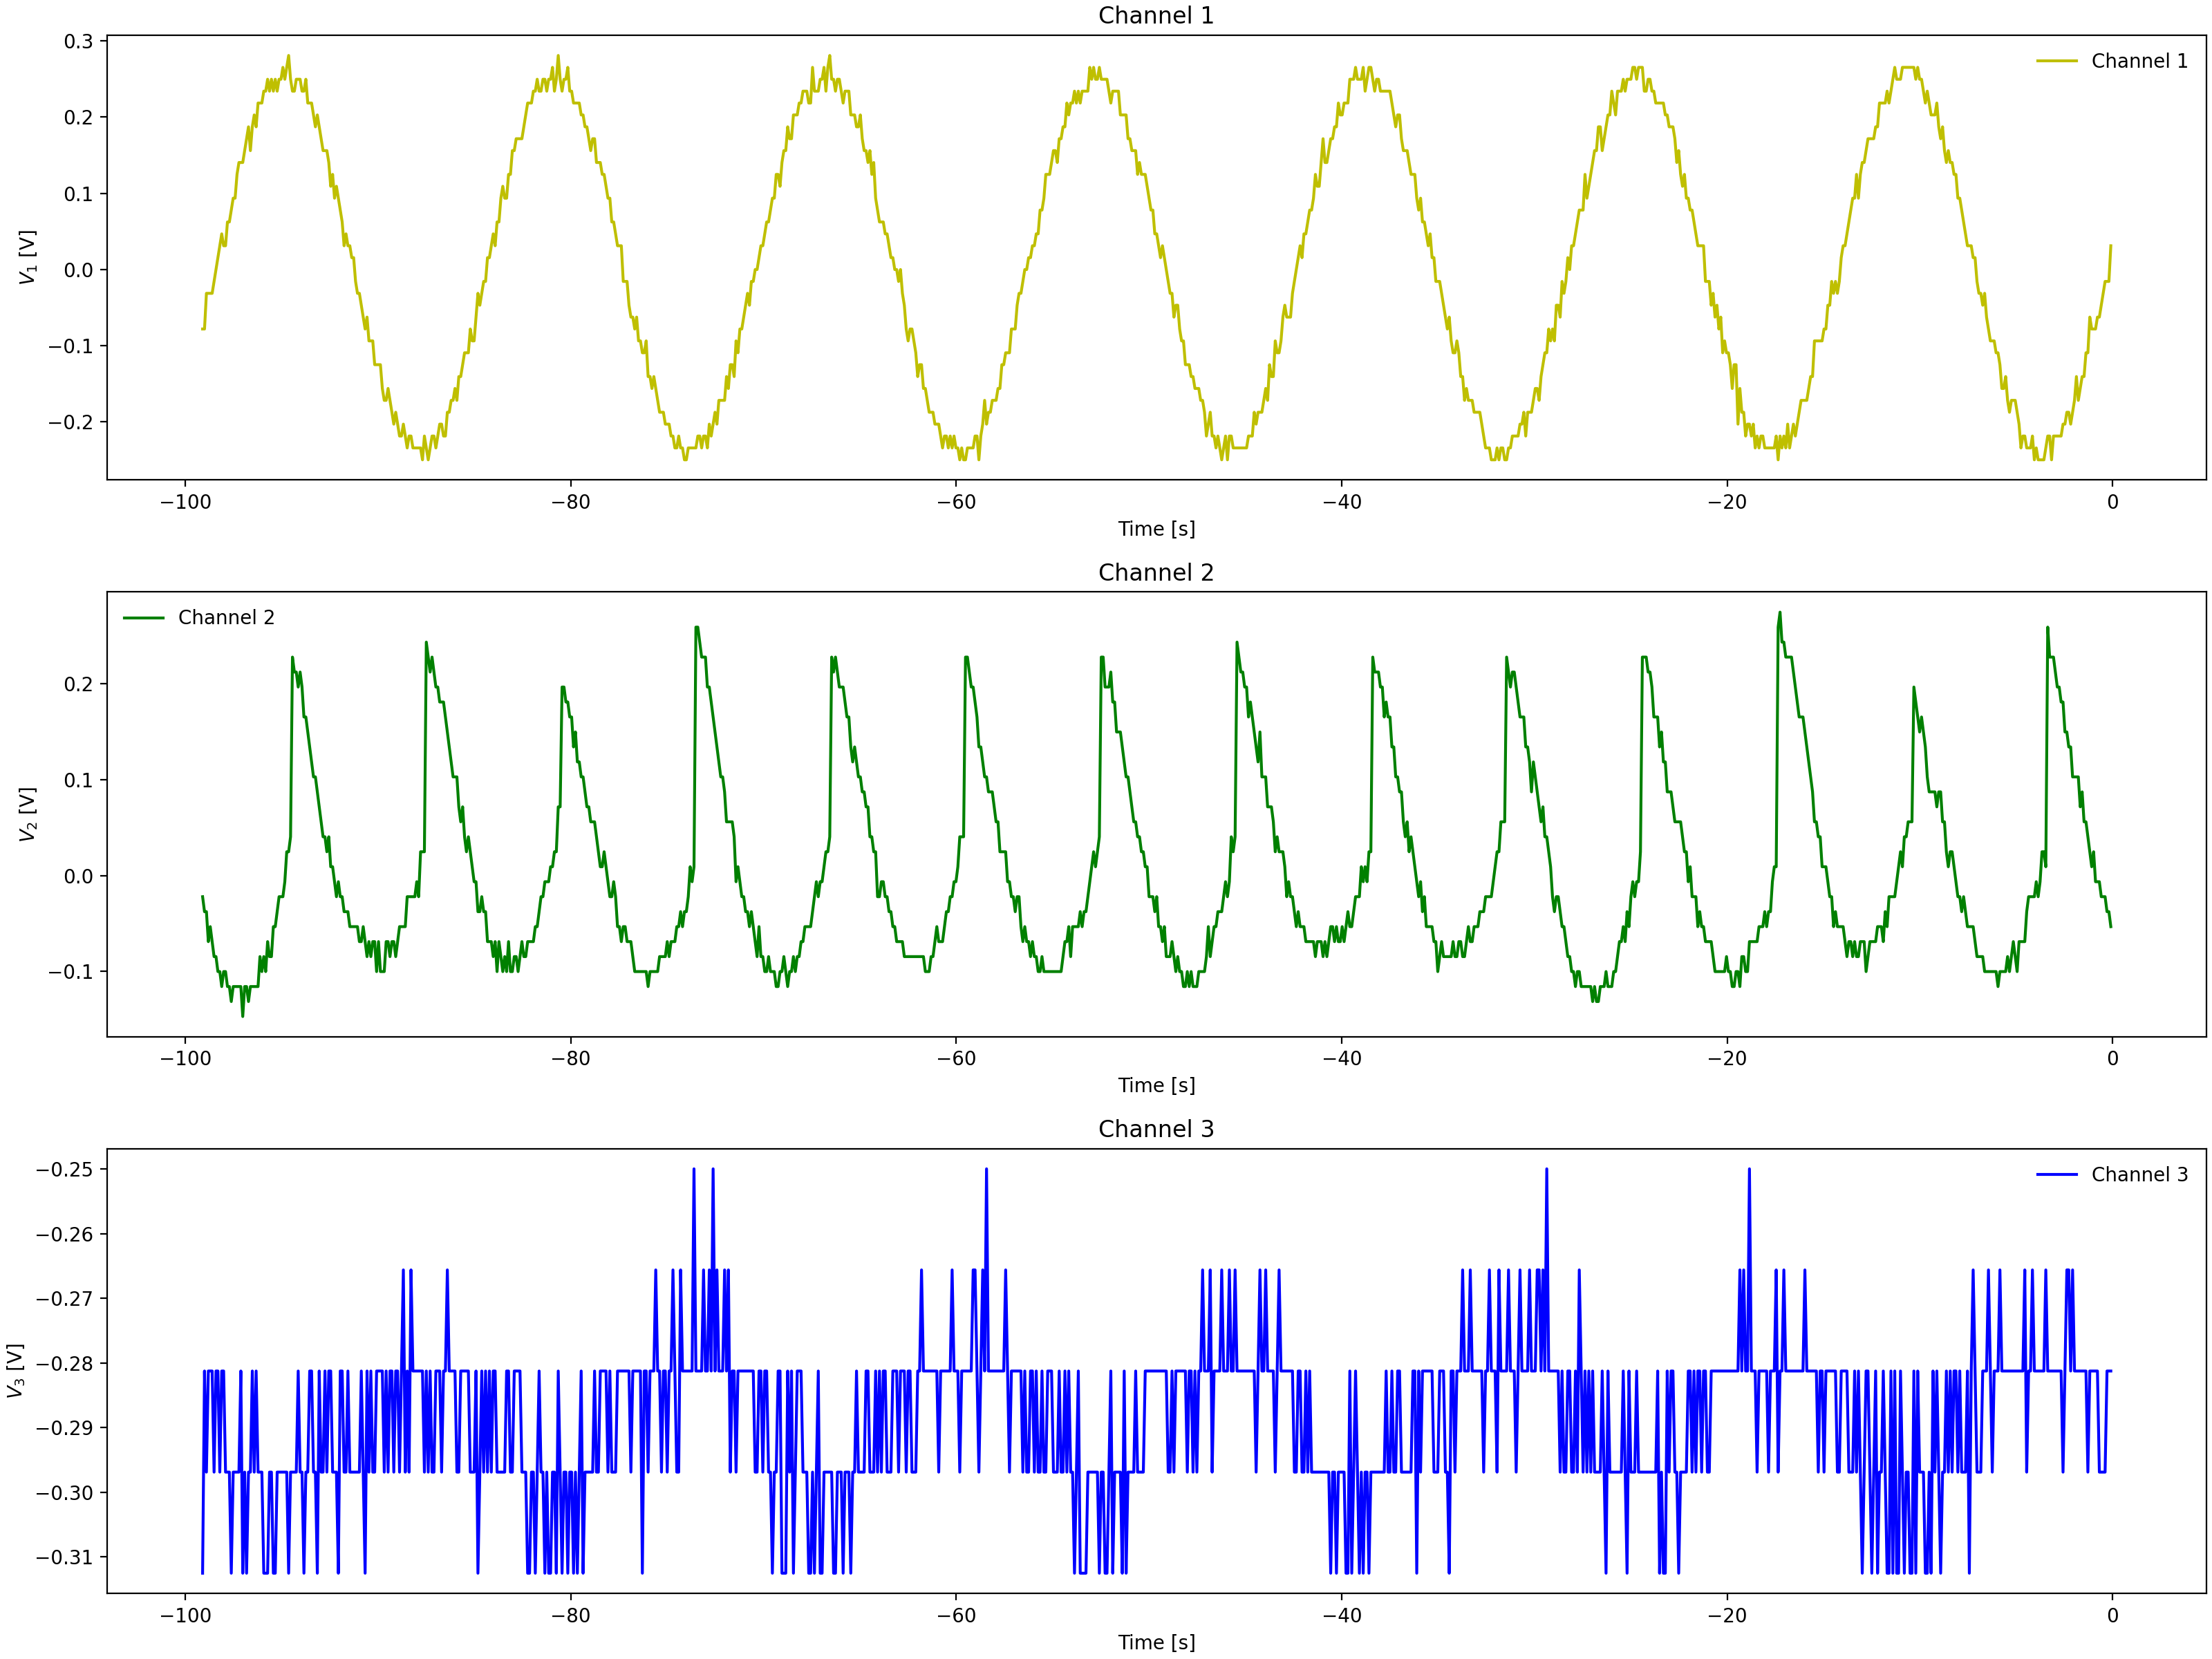 Channel 1
0.3
0.2
0.1
0.0
−0.1
−0.2
V1 [V]
Channel 1
−100 −80 −60 −40 −20 0
Time [s]
Channel 2
0.2
0.1
0.0
−0.1
V2 [V]
Channel 2
−100 −80 −60 −40 −20 0
Time [s]
Channel 3
−0.25
−0.26
−0.27
−0.28
−0.29
−0.30
−0.31
V3 [V]
Channel 3
−100 −80 −60 −40 −20 0
Time [s]